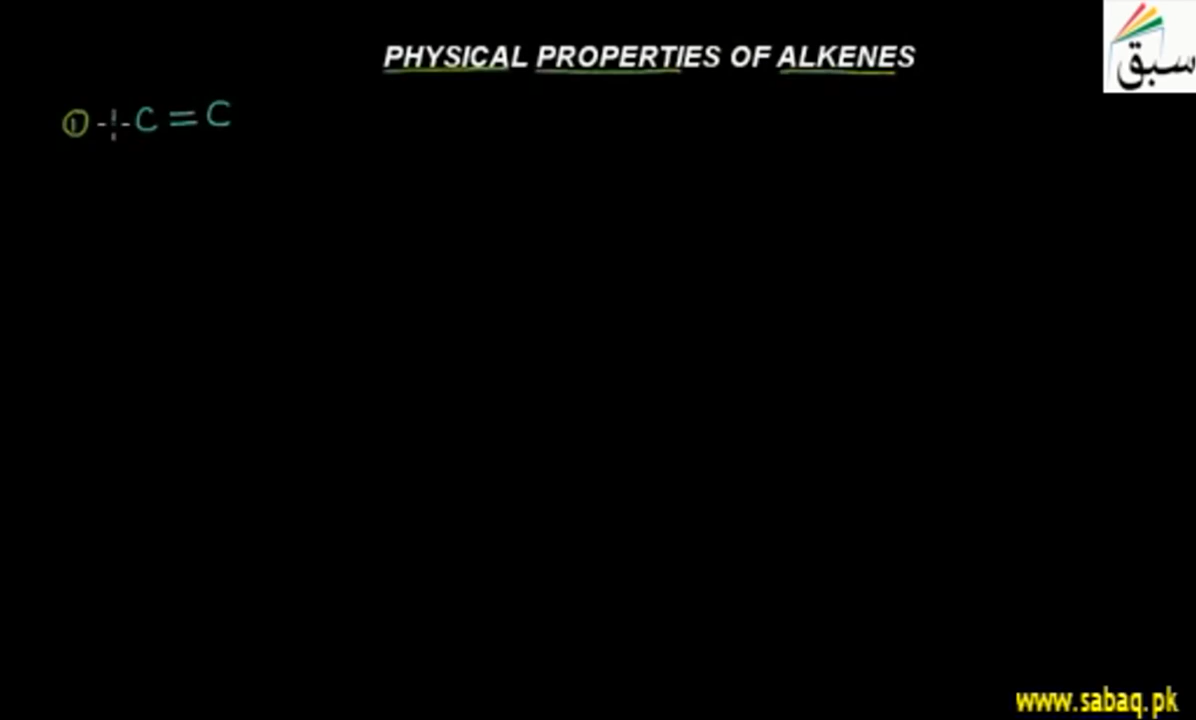 PHYSICAL PROPERTIES OF ALKENES
سبق
① C = C
www.sabaq.pk